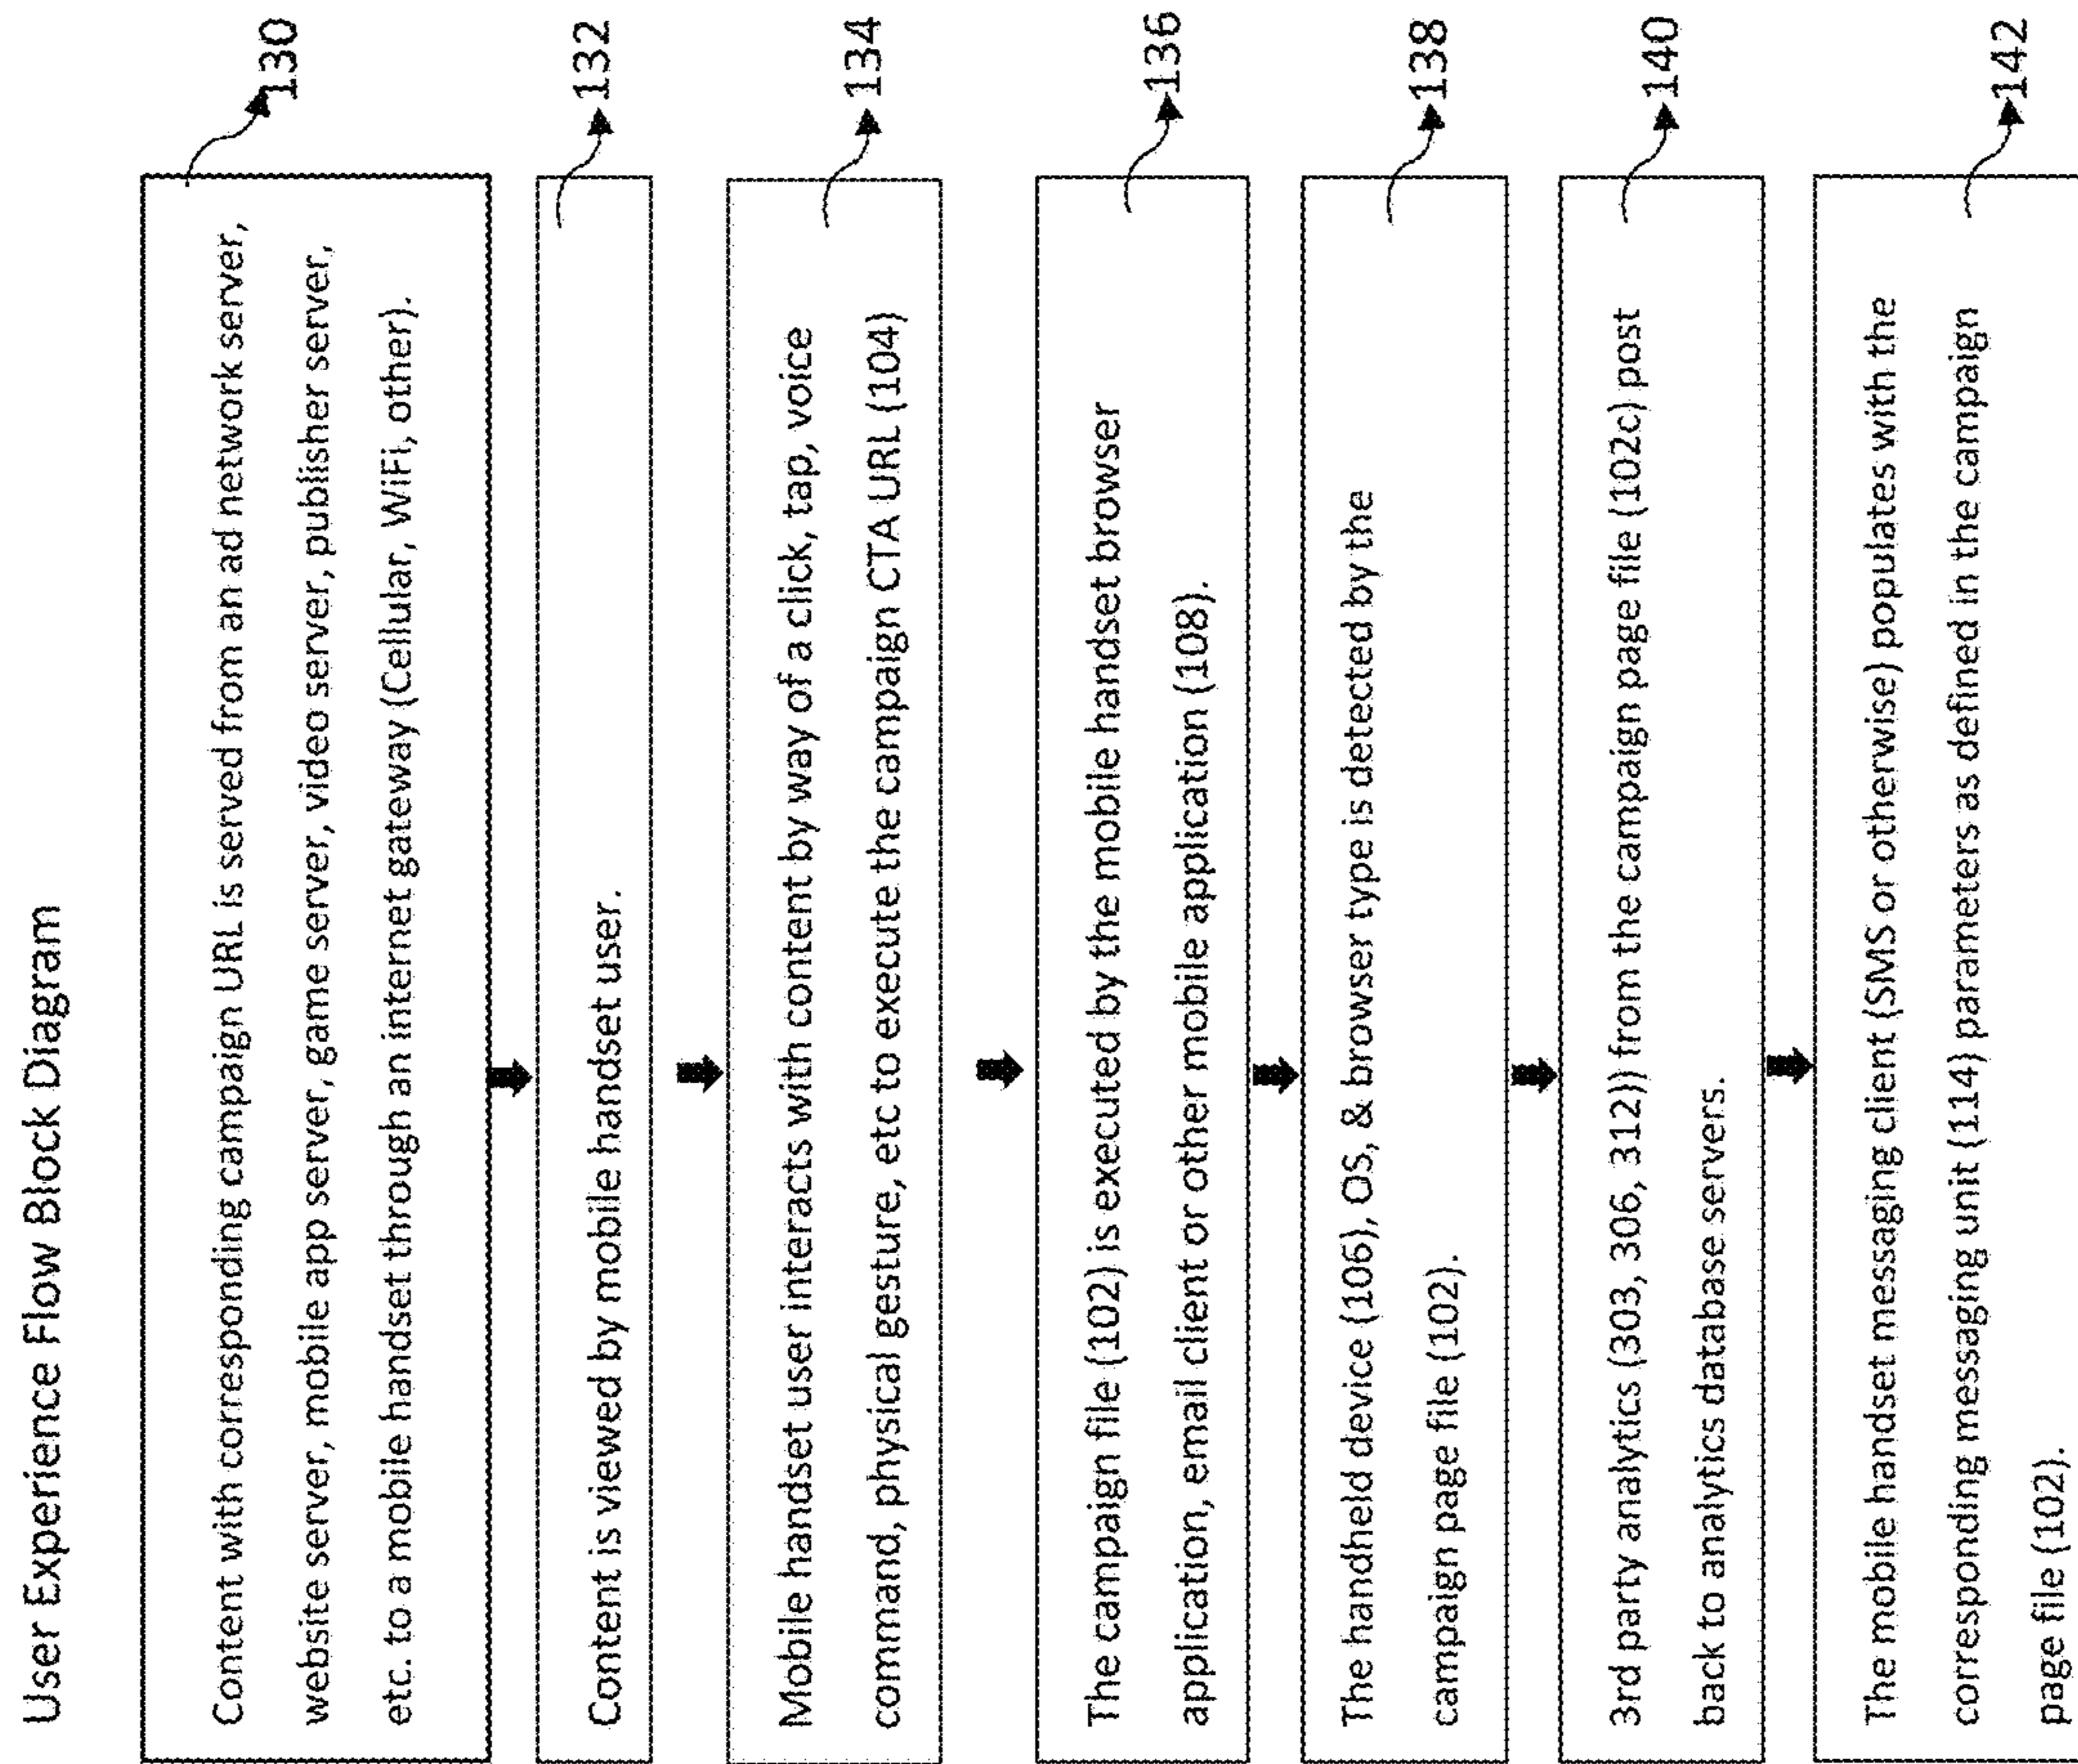 User Experience Flow Block Diagram
Content with corresponding campaign URL is served from an ad network server,
website server, mobile app server, game server, video server, publisher server,
etc. to a mobile handset through an internet gateway (Cellular, WiFi, other).
130
Content is viewed by mobile handset user.
132
Mobile handset user interacts with content by way of a click, tap, voice
command, physical gesture, etc to execute the campaign CTA URL (104)
134
The campaign file (102) is executed by the mobile handset browser
application, email client or other mobile application (108).
136
The handheld device (106), OS, & browser type is detected by the
campaign page file (102).
138
3rd party analytics (303, 306, 312)) from the campaign page file (102c) post
back to analytics database servers.
140
The mobile handset messaging client (SMS or otherwise) populates with the
corresponding messaging unit (114) parameters as defined in the campaign
page file (102).
142